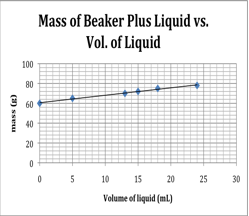 Mass of Beaker Plus Liquid vs.
Vol. of Liquid
100
80
60
40
20
0
mass (g)
0 5 10 15 20 25 30
Volume of liquid (mL)